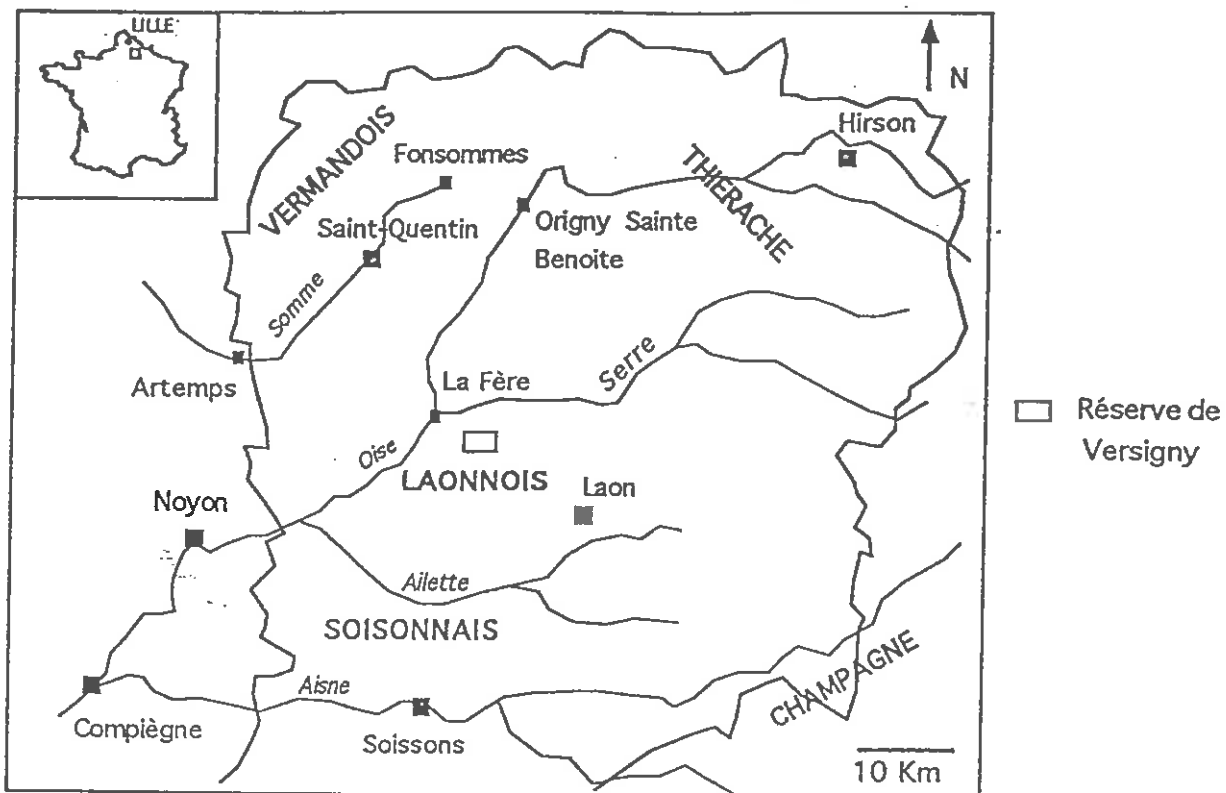 LILLE
N
Hirson
VERMANDOIS
Fonsommes
THIERACHE
Saint-Quentin
Origny Sainte
Benoite
Somme
Serre
Artemps
La Fère
Oise
LAONNOIS
Laon
Noyon
Ailette
SOISONNAIS
CHAMPAGNE
Aisne
Compiègne
Soissons
10 Km
Réserve de
Versigny